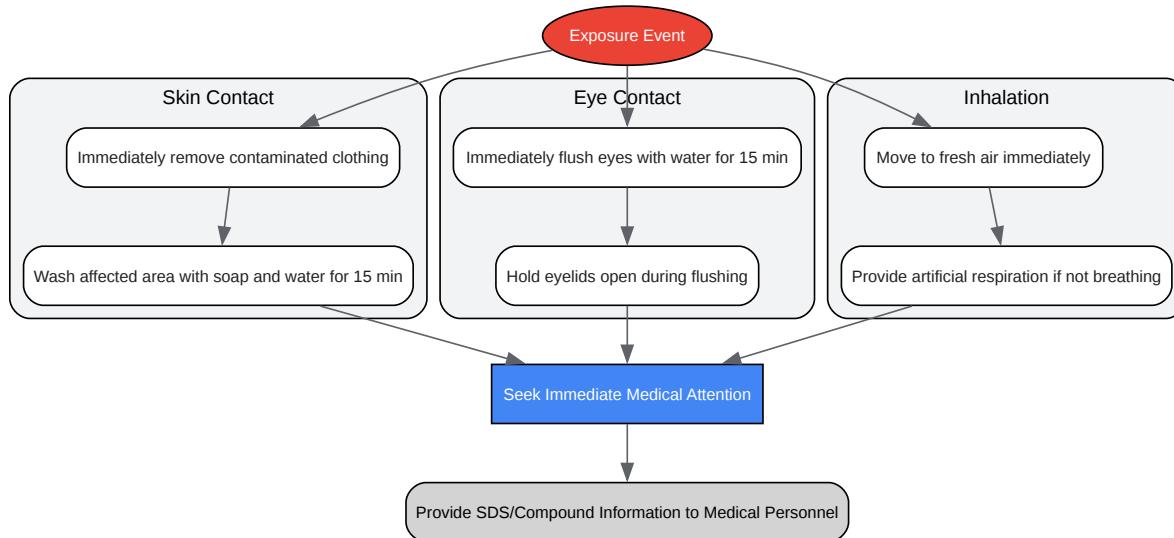 Exposure Event
Skin Contact
Immediately remove contaminated clothing
Wash affected area with soap and water for 15 min
Eye Contact
Immediately flush eyes with water for 15 min
Hold eyelids open during flushing
Inhalation
Move to fresh air immediately
Provide artificial respiration if not breathing
Seek Immediate Medical Attention
Provide SDS/Compound Information to Medical Personnel